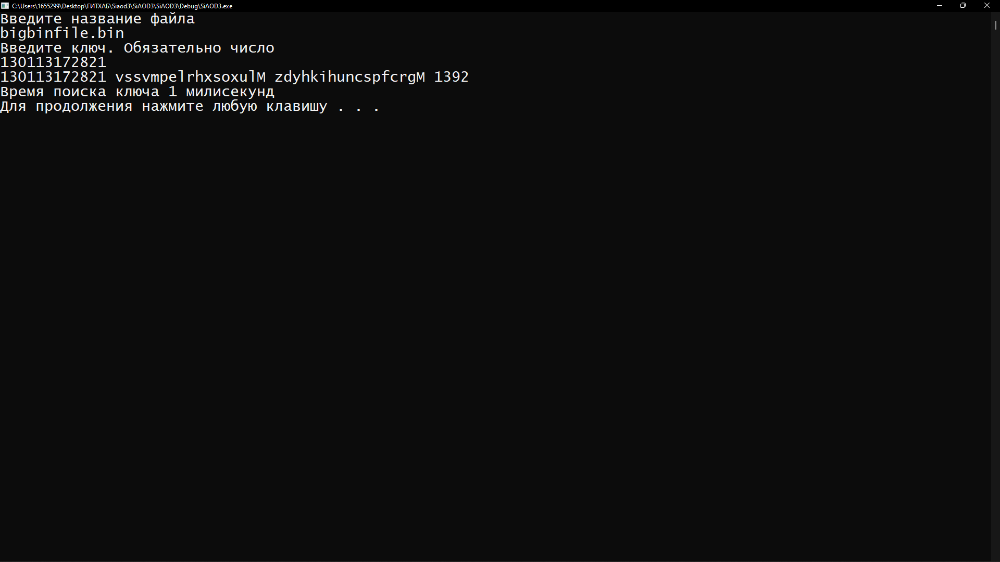 C:\Users\1655299\Desktop\ГИТХАБ\Siaod3\SiAOD3\SiAOD3\Debug\SiAOD3.exe
Введите название файла
bigbinfile.bin
Введите ключ. Обязательно число
130113172821
130113172821 vssvmpelrhxsoxulM zdyhkihuncspfcrgM 1392
Время поиска ключа 1 милисекунд
Для продолжения нажмите любую клавишу . . .